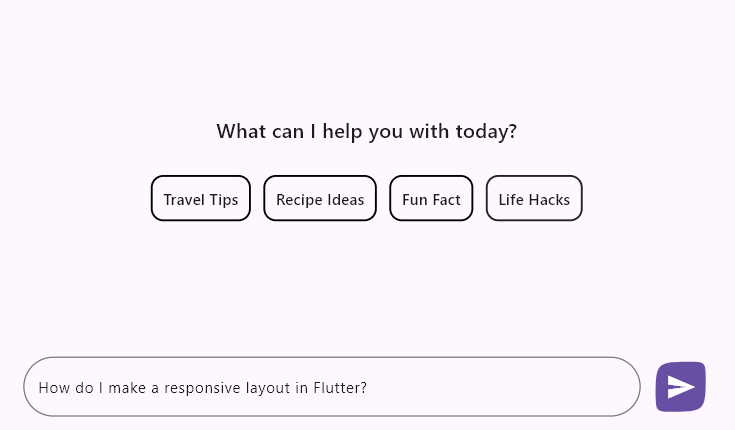 What can I help you with today?
Travel Tips
Recipe Ideas
Fun Fact
Life Hacks
How do I make a responsive layout in Flutter?